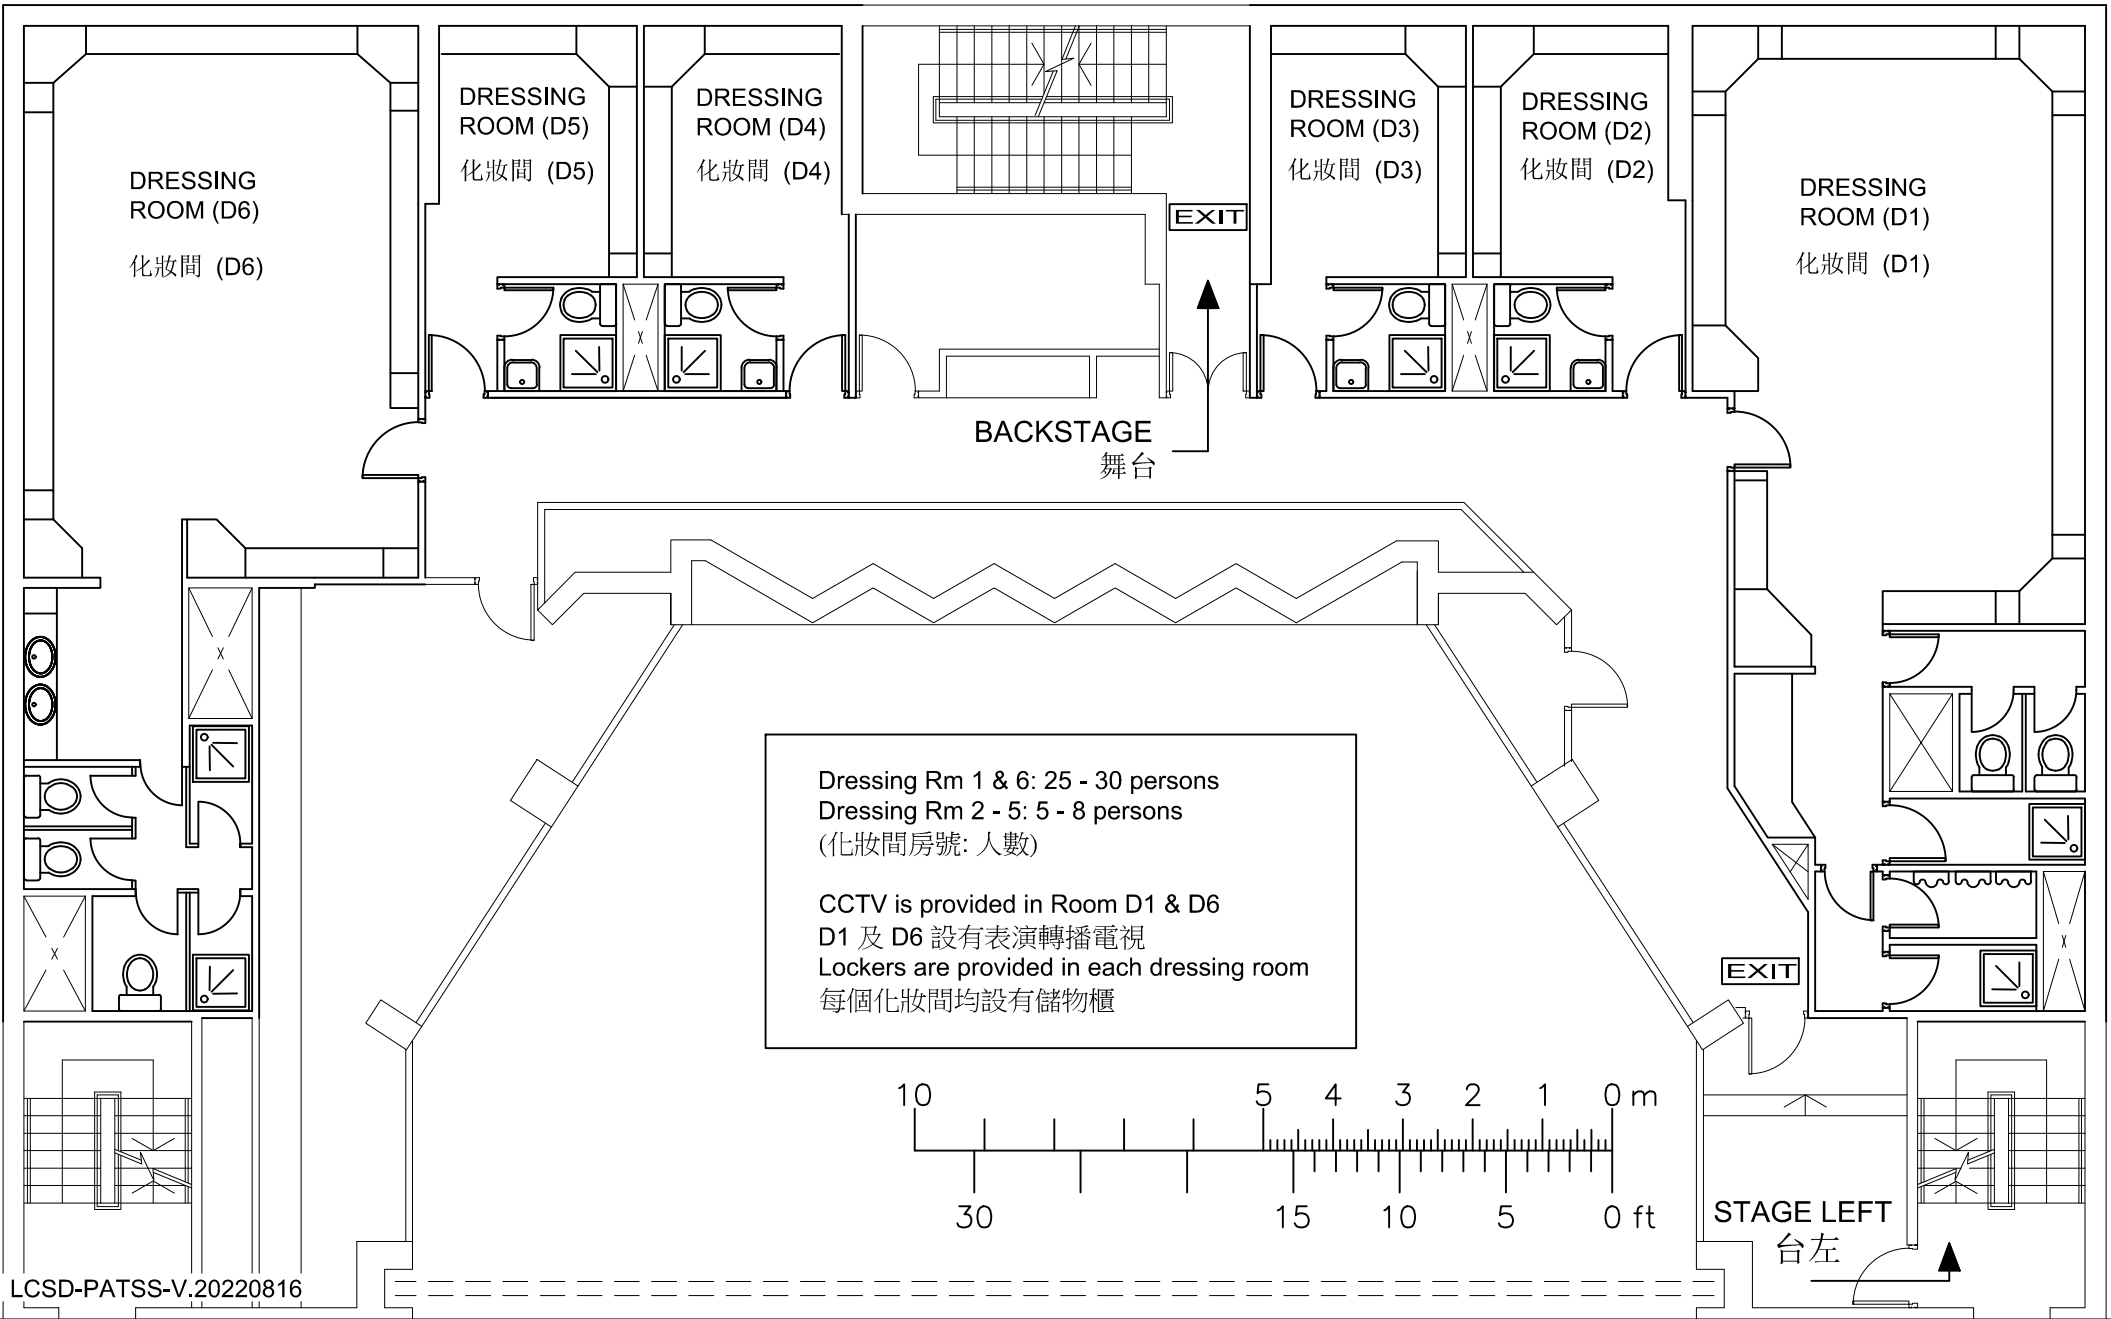 DRESSING
ROOM (D6)
化妝間 (D6)
DRESSING
ROOM (D5)
化妝間 (D5)
DRESSING
ROOM (D4)
化妝間 (D4)
EXIT
DRESSING
ROOM (D3)
化妝間 (D3)
DRESSING
ROOM (D2)
化妝間 (D2)
DRESSING
ROOM (D1)
化妝間 (D1)
X
X
BACKSTAGE
舞台
X
X
X
Dressing Rm 1 & 6: 25 - 30 persons
Dressing Rm 2 - 5: 5 - 8 persons
(化妝間房號: 人數)
CCTV is provided in Room D1 & D6
D1 及 D6 設有表演轉播電視
Lockers are provided in each dressing room
每個化妝間均設有儲物櫃
EXIT
X
10 5 4 3 2 1 0 m
30 15 10 5 0 ft
STAGE LEFT
台左
LCSD-PATSS-V.20220816